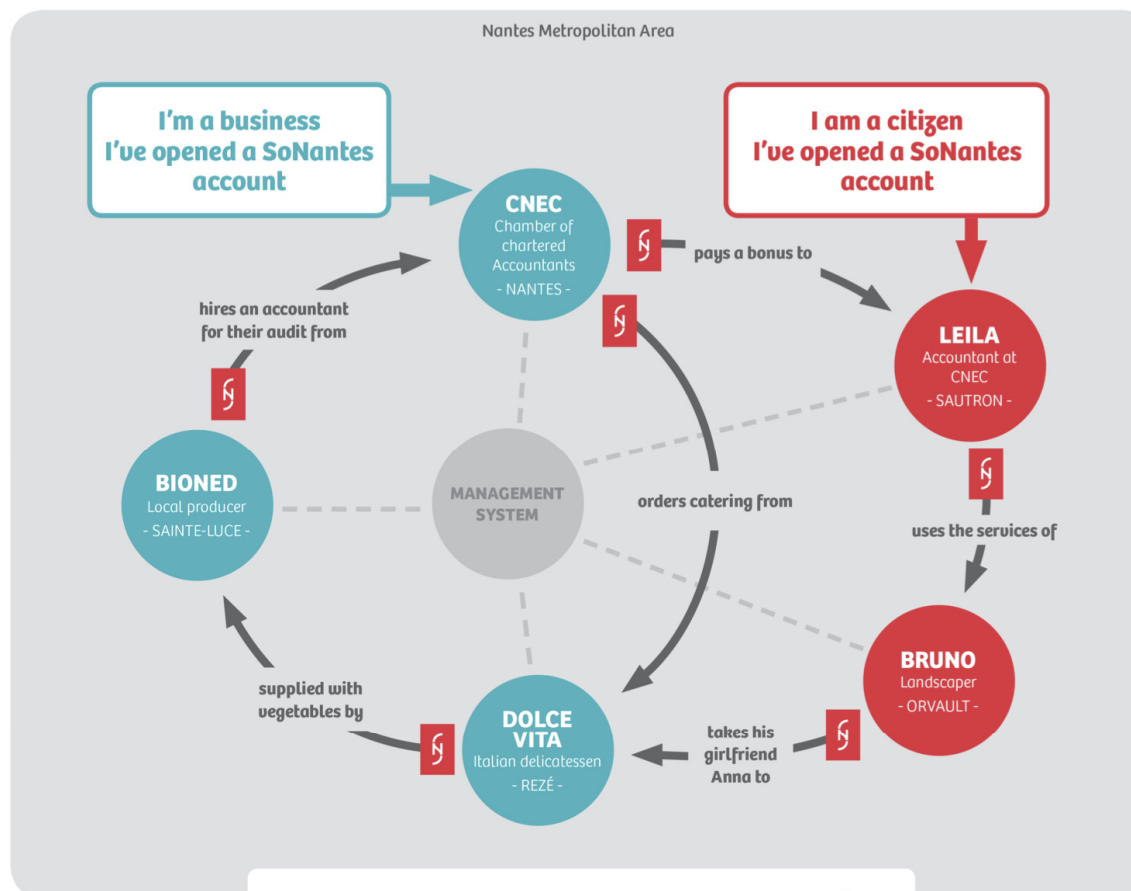 Nantes Metropolitan Area
I'm a business
I've opened a SoNantes
account
I am a citizen
I've opened a SoNantes
account
CNEC
Chamber of
chartered
Accountants
- NANTES -
pays a bonus to
hires an accountant
for their audit from
LEILA
Accountant at
CNEC
- SAUTRON -
BIONED
Local producer
- SAINTE-LUCE -
MANAGEMENT
SYSTEM
orders catering from
uses the services of
BRUNO
Landscaper
- ORVAULT -
supplied with
vegetables by
DOLCE
VITA
Italian delicatessen
- REZÉ -
takes his
girlfriend
Anna to